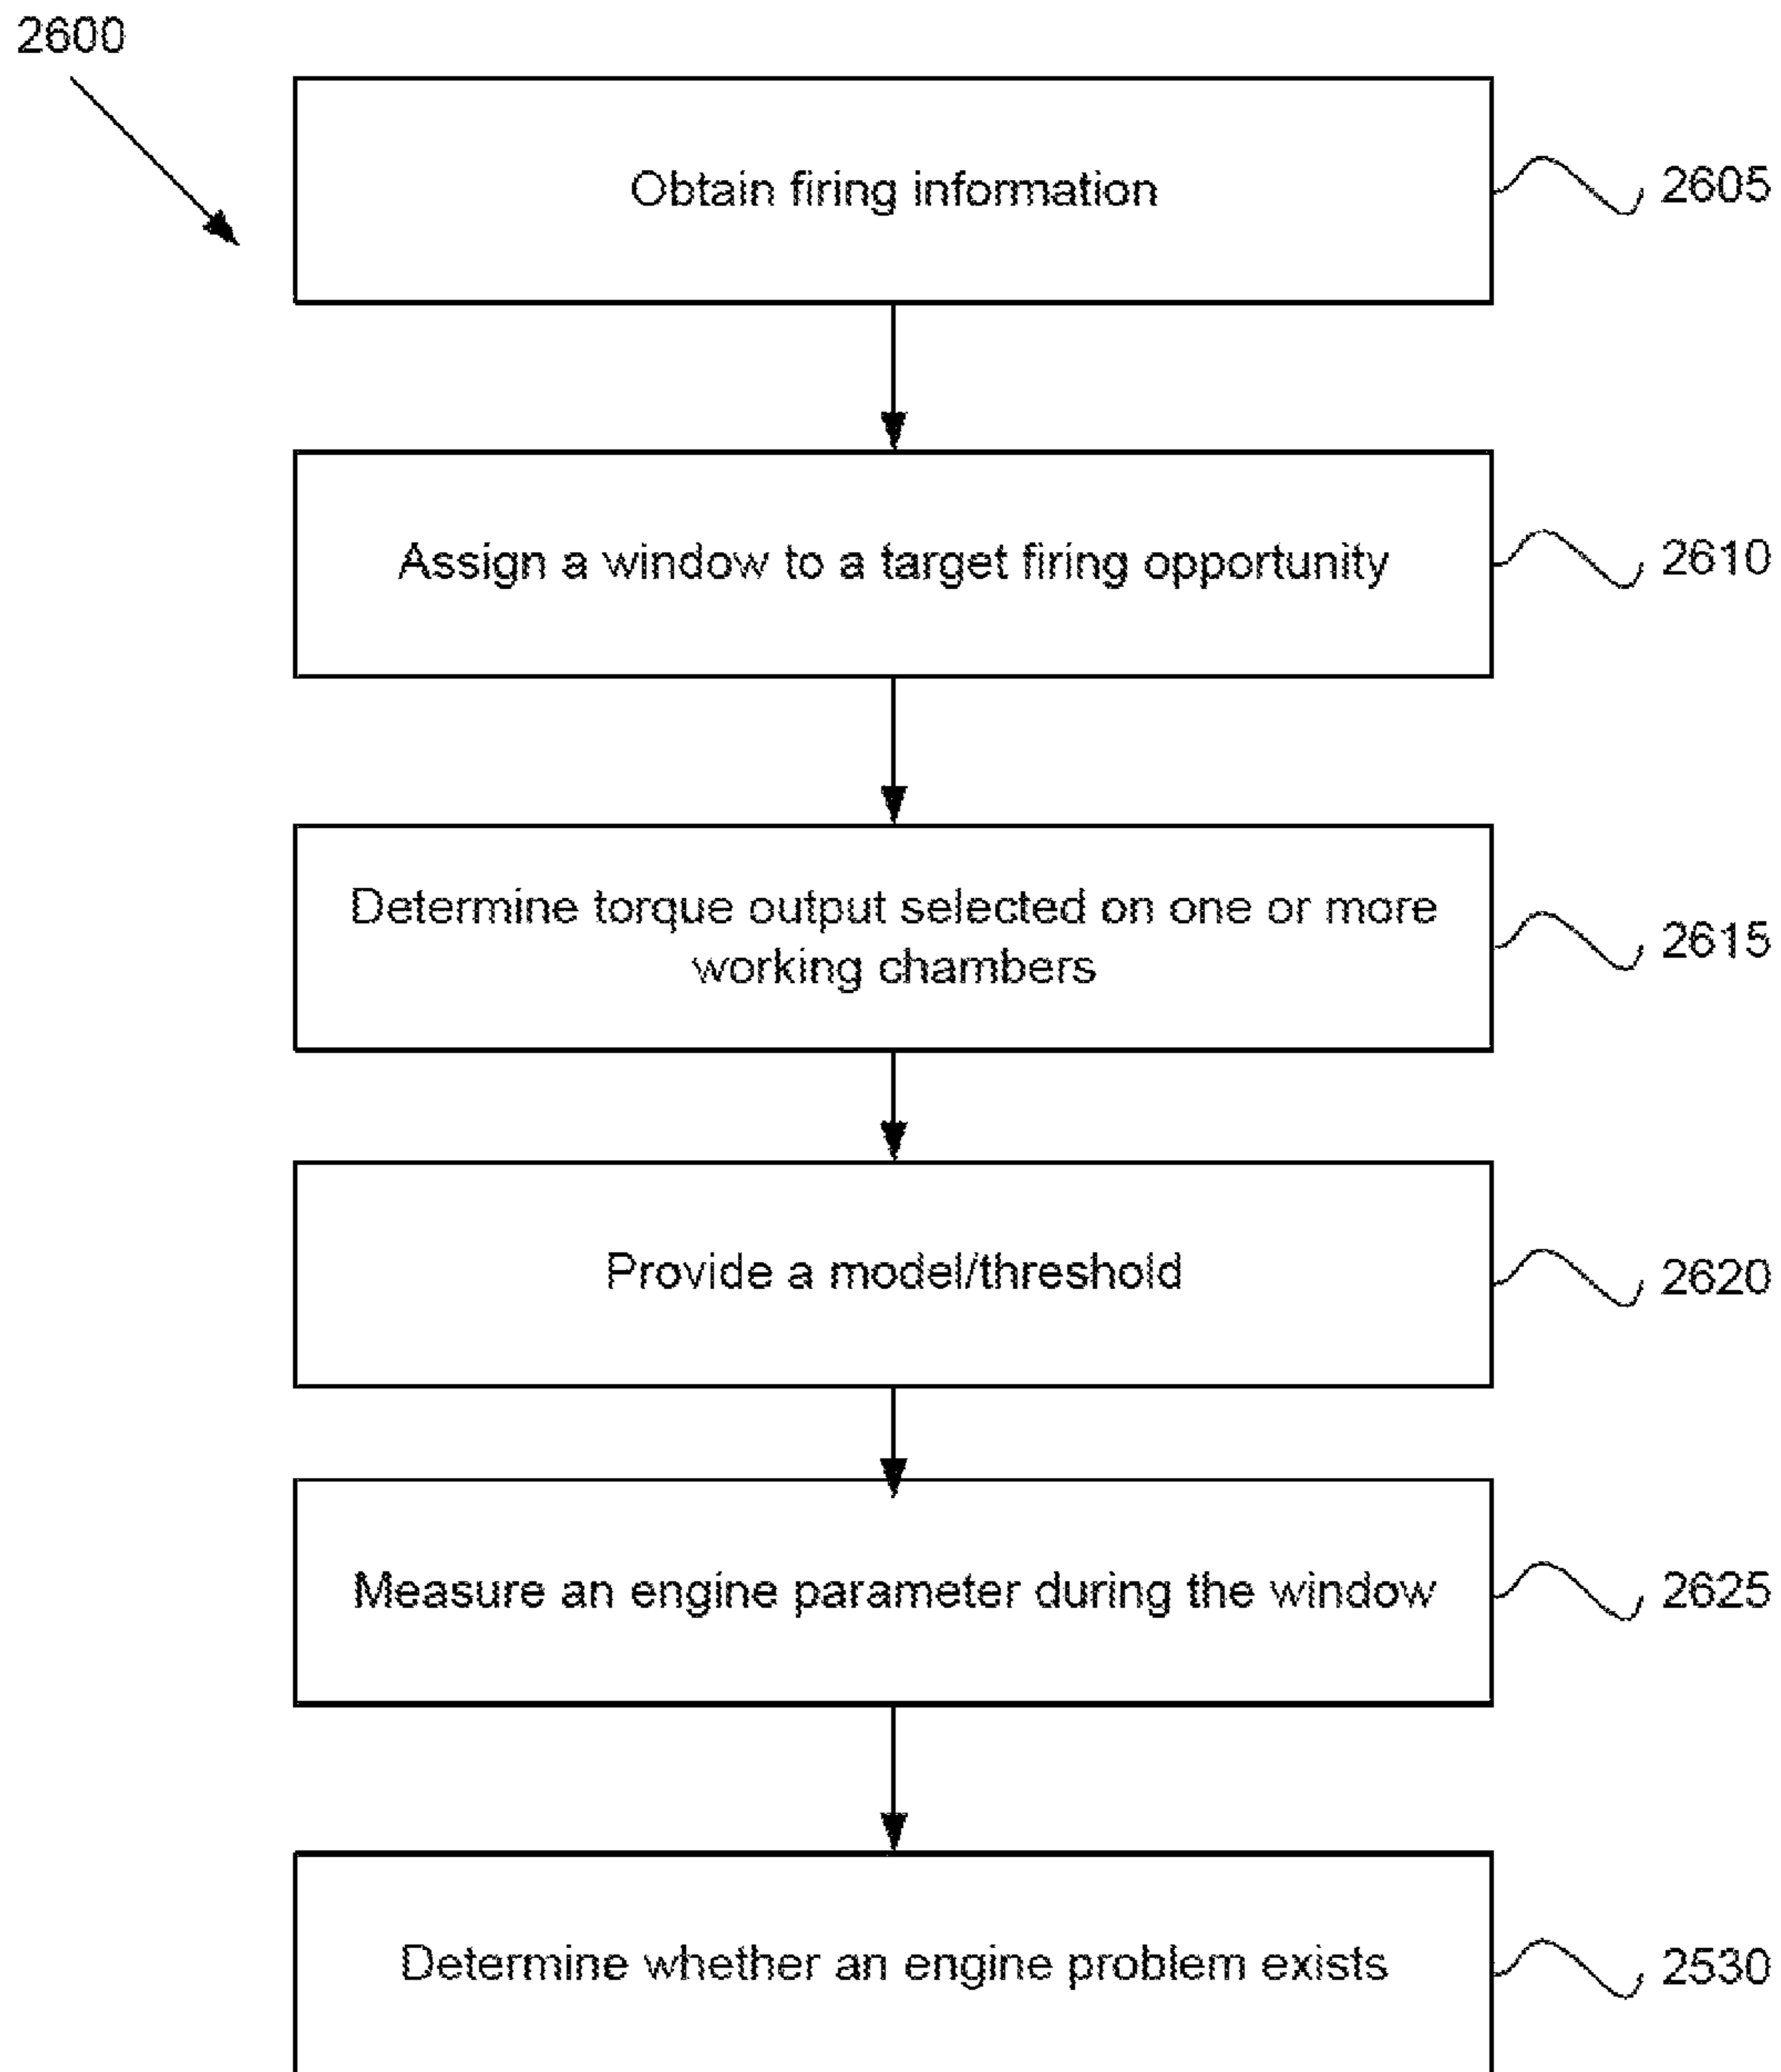 2600
Obtain firing information
2605
Assign a window to a target firing opportunity
2610
Determine torque output selected on one or more
working chambers
2615
Provide a model/threshold
2620
Measure an engine parameter during the window
2625
Determine whether an engine problem exists
2530